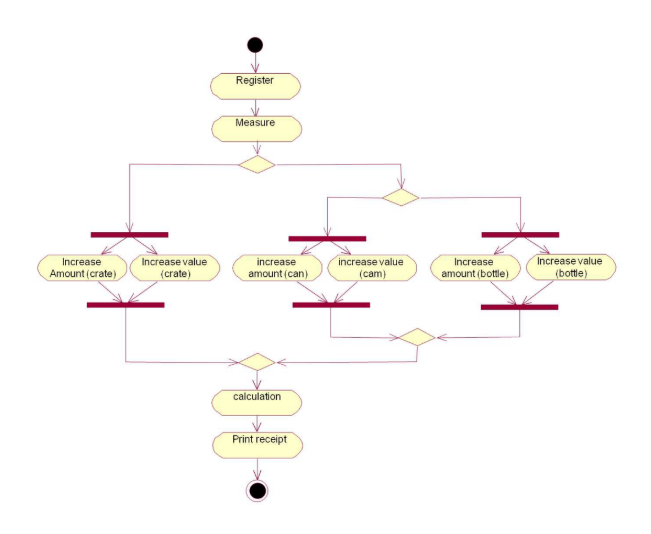 Register
Measure
Increase
Amount (crate)
Increase value
(crate)
increase
amount (can)
increase value
(cam)
Increase
amount (bottle)
Increase value
(bottle)
calculation
Print receipt